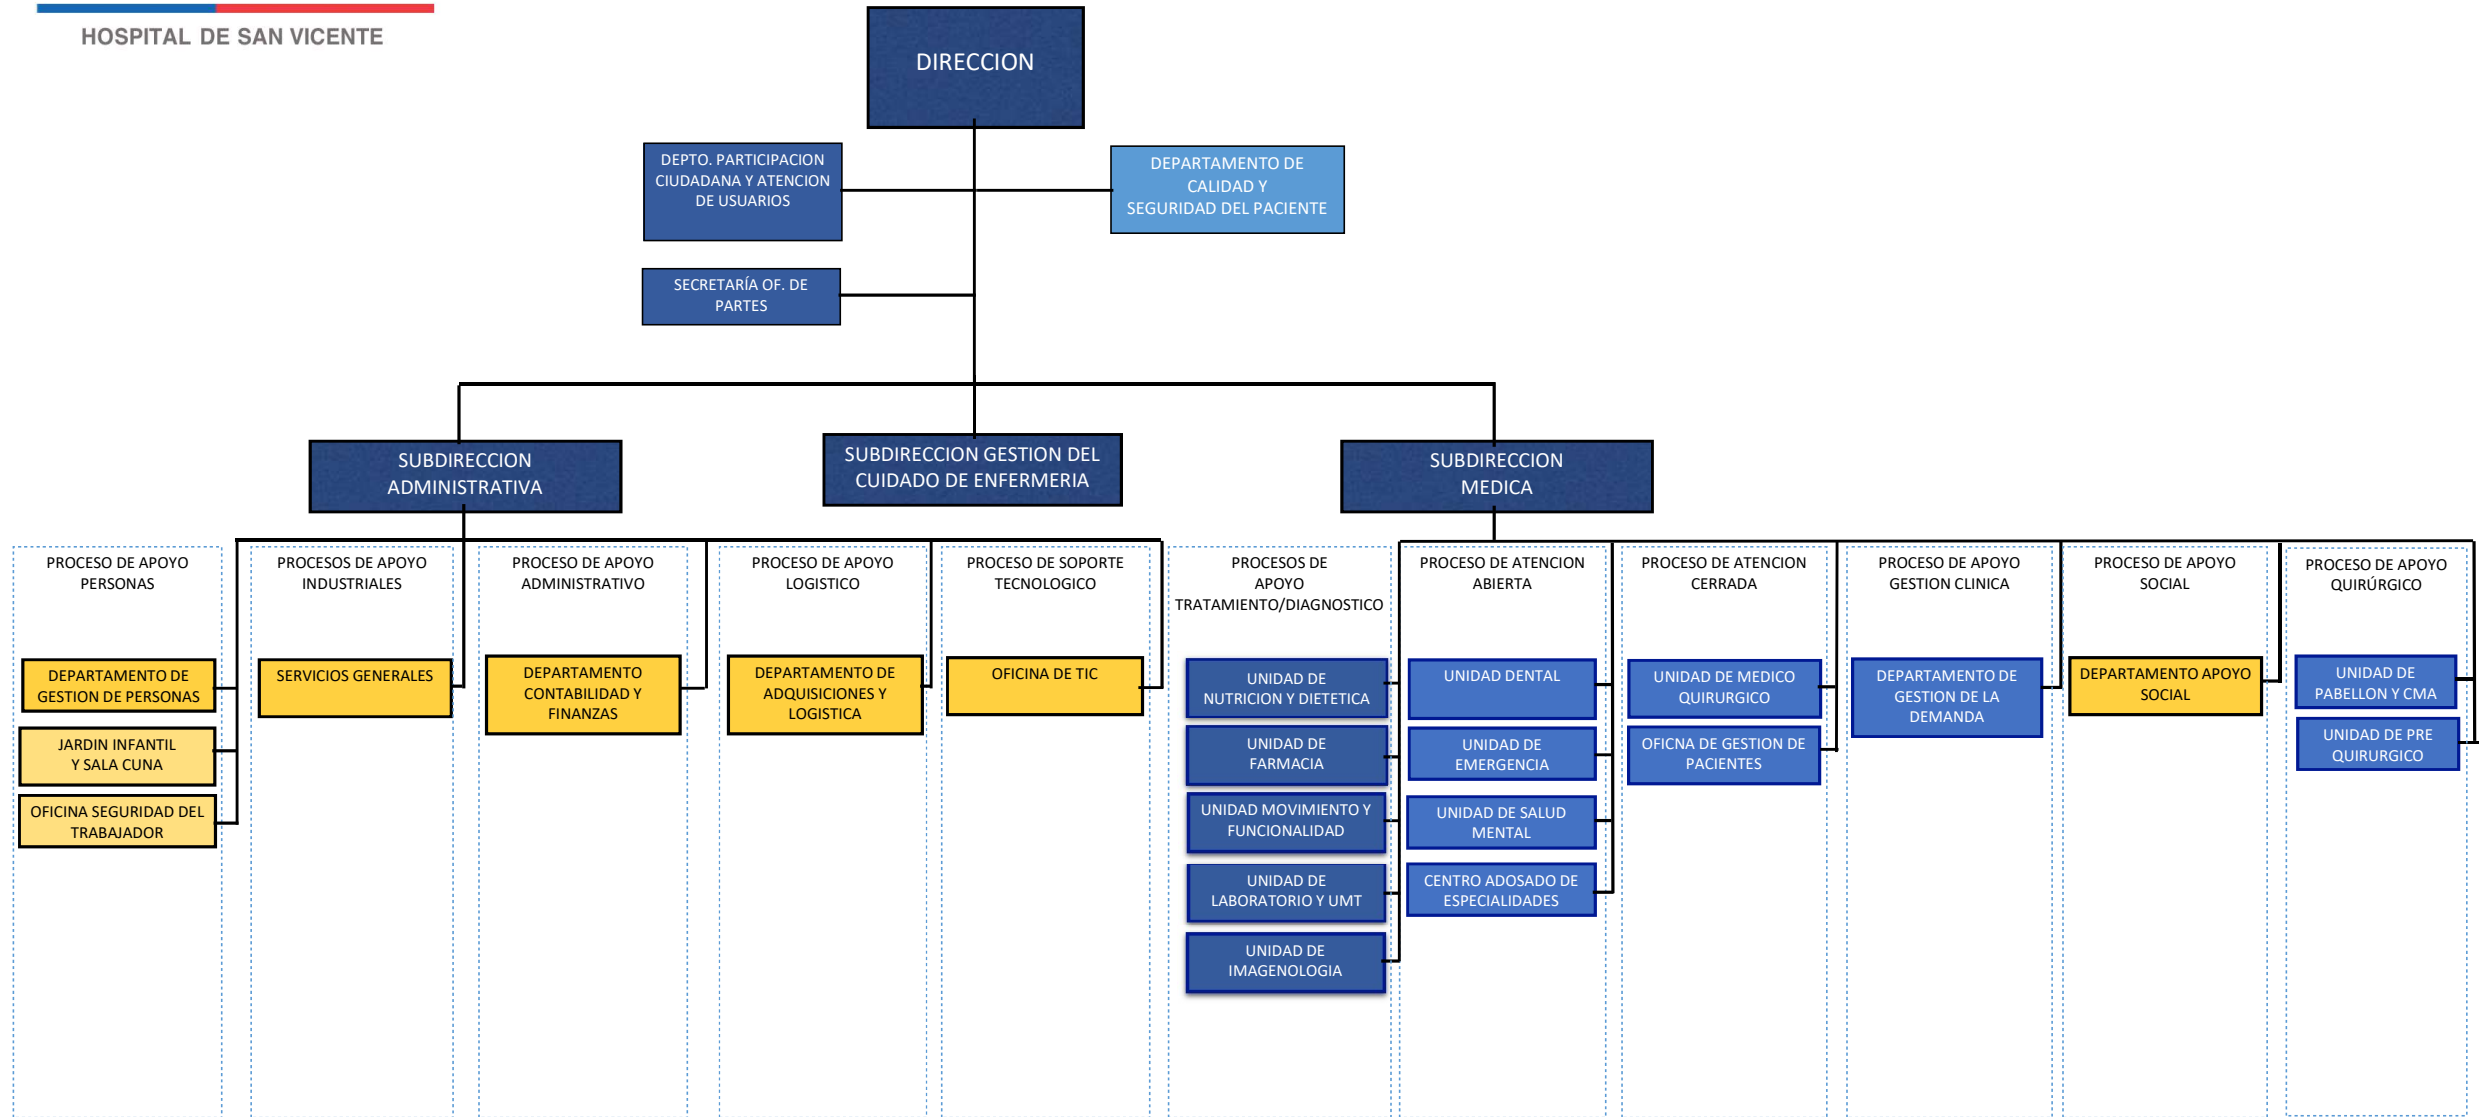 HOSPITAL DE SAN VICENTE
DIRECCION
DEPTO. PARTICIPACION
CIUDADANA Y ATENCION
DE USUARIOS
DEPARTAMENTO DE
CALIDAD Y
SEGURIDAD DEL PACIENTE
SECRETARÍA OF. DE
PARTES
SUBDIRECCION
ADMINISTRATIVA
SUBDIRECCION GESTION DEL
CUIDADO DE ENFERMERIA
SUBDIRECCION
MEDICA
PROCESO DE APOYO
PERSONAS
DEPARTAMENTO DE
GESTION DE PERSONAS
JARDIN INFANTIL
Y SALA CUNA
OFICINA SEGURIDAD DEL
TRABAJADOR
PROCESOS DE APOYO
INDUSTRIALES
SERVICIOS GENERALES
PROCESO DE APOYO
ADMINISTRATIVO
DEPARTAMENTO
CONTABILIDAD Y
FINANZAS
PROCESO DE APOYO
LOGISTICO
DEPARTAMENTO DE
ADQUISICIONES Y
LOGISTICA
PROCESO DE SOPORTE
TECNOLOGICO
OFICINA DE TIC
PROCESOS DE
APOYO
TRATAMIENTO/DIAGNOSTICO
UNIDAD DE
NUTRICION Y DIETETICA
UNIDAD DE
FARMACIA
UNIDAD MOVIMIENTO Y
FUNCIONALIDAD
UNIDAD DE
LABORATORIO Y UMT
UNIDAD DE
IMAGENOLOGIA
PROCESO DE ATENCION
ABIERTA
UNIDAD DENTAL
UNIDAD DE
EMERGENCIA
UNIDAD DE SALUD
MENTAL
CENTRO ADOSADO DE
ESPECIALIDADES
PROCESO DE ATENCION
CERRADA
UNIDAD DE MEDICO
QUIRURGICO
OFICNA DE GESTION DE
PACIENTES
PROCESO DE APOYO
GESTION CLINICA
DEPARTAMENTO DE
GESTION DE LA
DEMANDA
PROCESO DE APOYO
SOCIAL
DEPARTAMENTO APOYO
SOCIAL
PROCESO DE APOYO
QUIRÚRGICO
UNIDAD DE
PABELLON Y CMA
UNIDAD DE PRE
QUIRURGICO